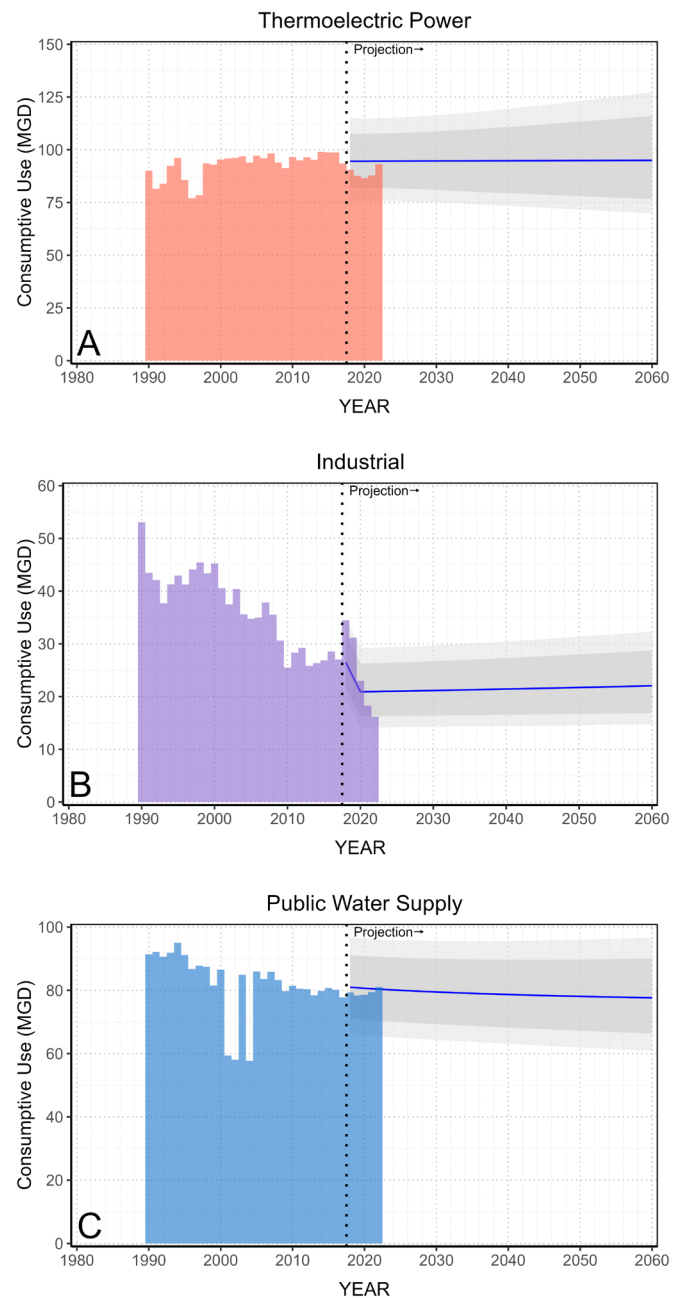 Thermoelectric Power
Projection→
150
125
100
75
50
25
0
Consumptive Use (MGD)
A
1980 1990 2000 2010 2020 2030 2040 2050 2060
YEAR
Industrial
Projection→
60
50
40
30
20
10
0
Consumptive Use (MGD)
B
1980 1990 2000 2010 2020 2030 2040 2050 2060
YEAR
Public Water Supply
Projection→
100
80
60
40
20
0
Consumptive Use (MGD)
C
1980 1990 2000 2010 2020 2030 2040 2050 2060
YEAR